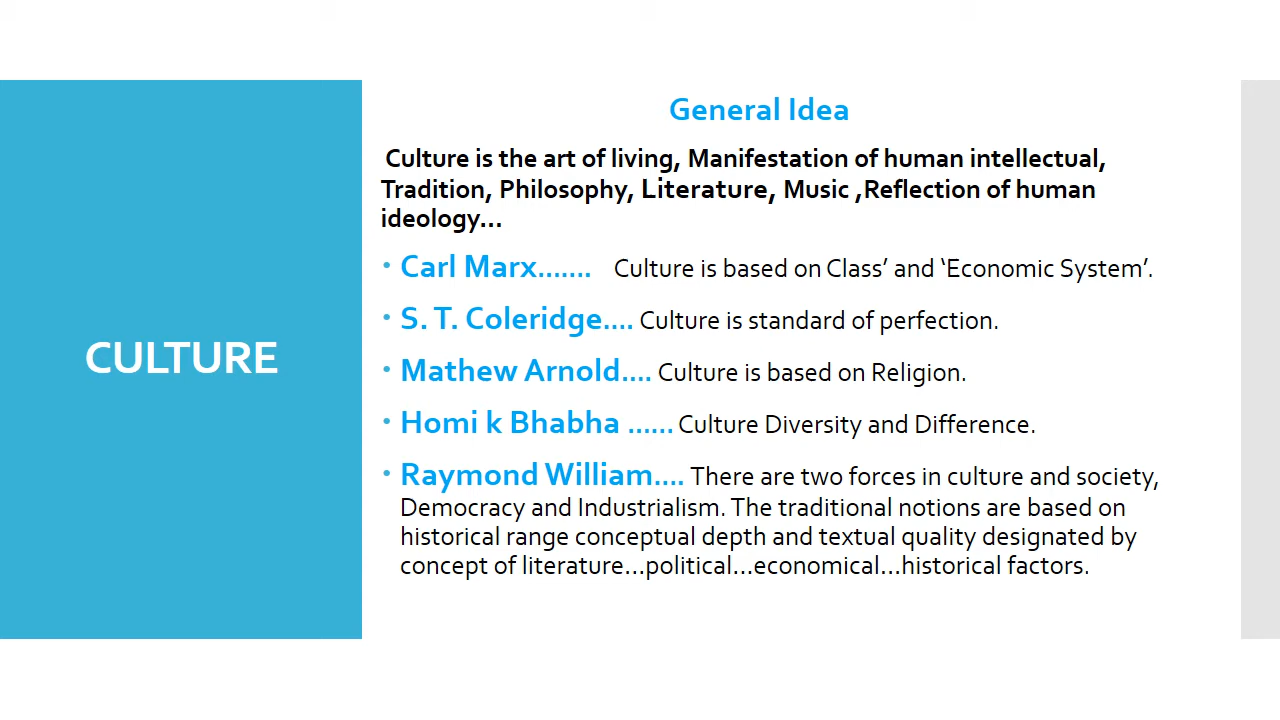 CULTURE
General Idea
Culture is the art of living, Manifestation of human intellectual,
Tradition, Philosophy, Literature, Music ,Reflection of human
ideology...
• Carl Marx....... Culture is based on Class’ and ‘Economic System’.
• S. T. Coleridge.... Culture is standard of perfection.
• Mathew Arnold.... Culture is based on Religion.
• Homi k Bhabha ...... Culture Diversity and Difference.
• Raymond William.... There are two forces in culture and society,
Democracy and Industrialism. The traditional notions are based on
historical range conceptual depth and textual quality designated by
concept of literature...political...economical...historical factors.